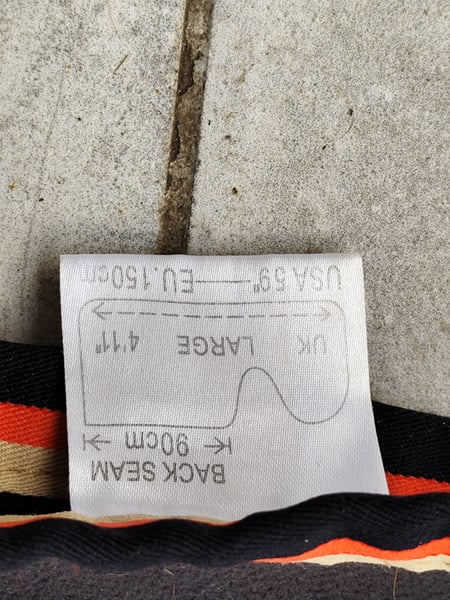 BACK SEAM
90cm
UK LARGE 4'11"
USA 59" EU. 150cm